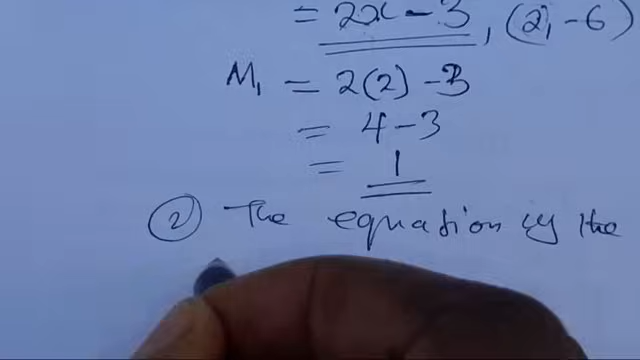 = 2x - 3, (2, -6)
M₁ = 2(2) - 3
= 4 - 3
= 1
② The equation of the